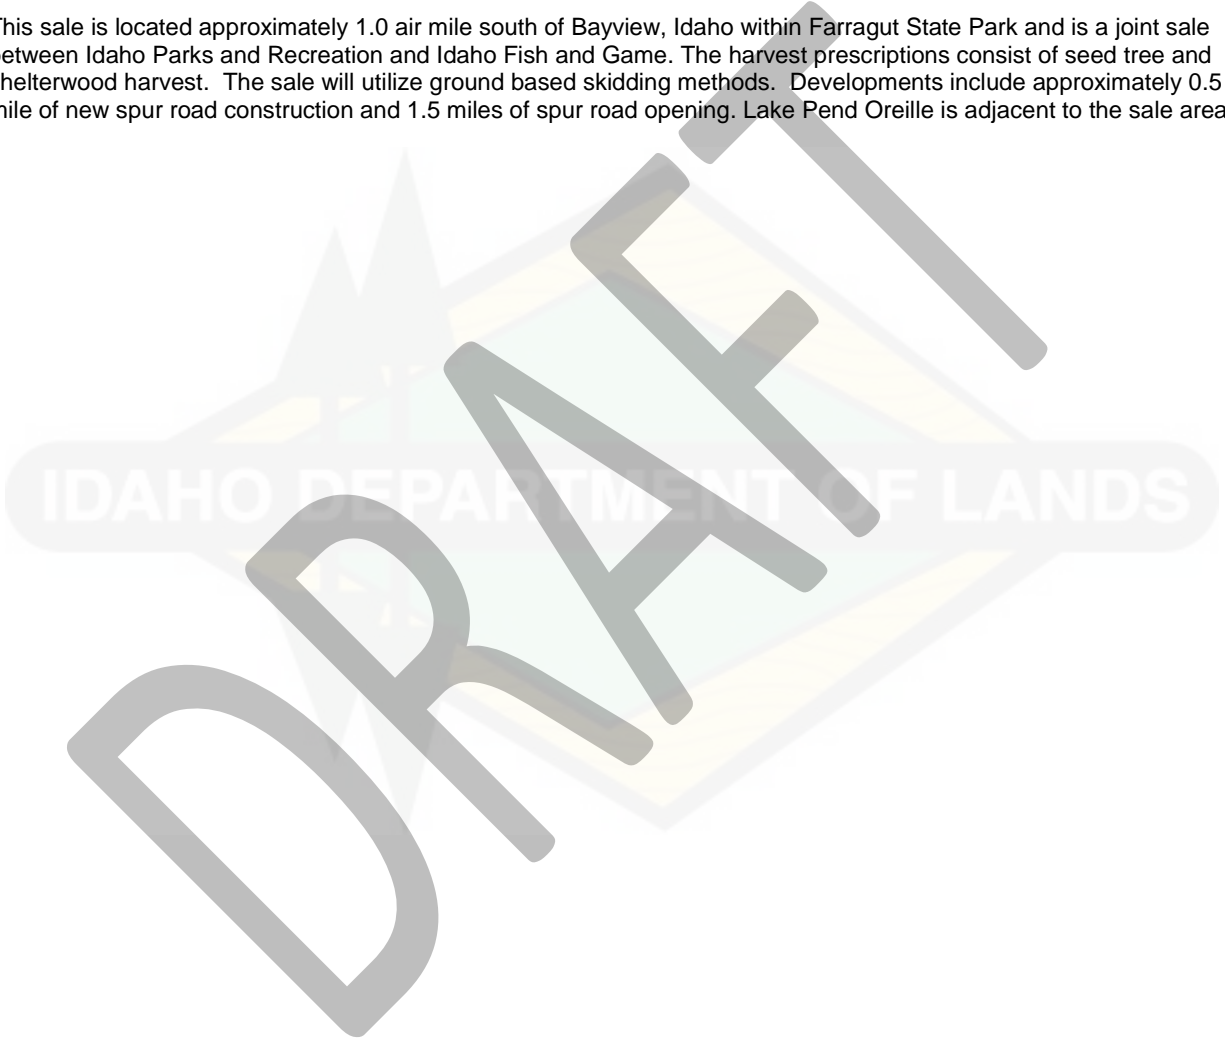 This sale is located approximately 1.0 air mile south of Bayview, Idaho within Farragut State Park and is a joint sale
between Idaho Parks and Recreation and Idaho Fish and Game. The harvest prescriptions consist of seed tree and
shelterwood harvest.  The sale will utilize ground based skidding methods.  Developments include approximately 0.5
mile of new spur road construction and 1.5 miles of spur road opening. Lake Pend Oreille is adjacent to the sale area
IDAHO DEPARTMENT OF LANDS
DRAFT